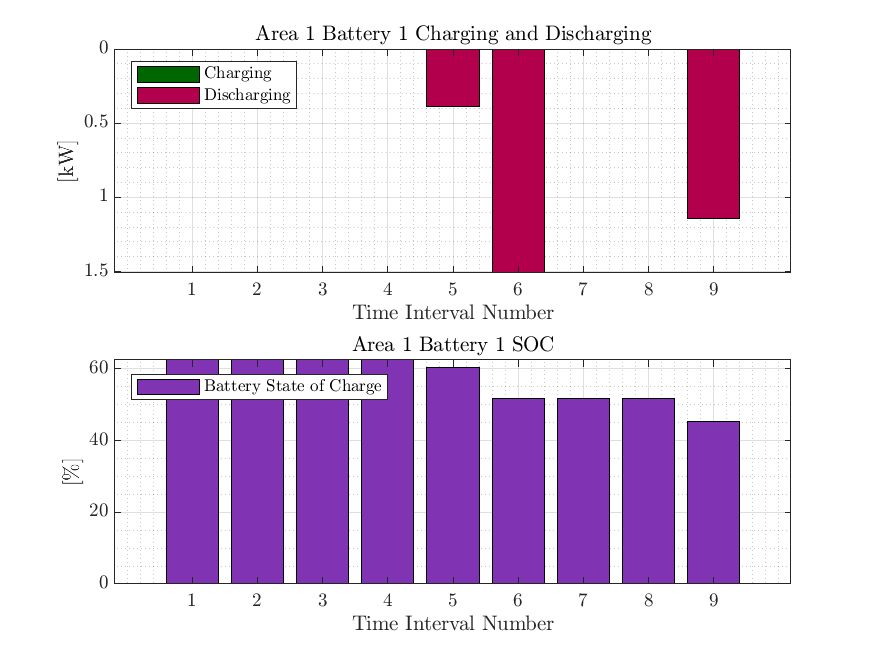 Area 1 Battery 1 Charging and Discharging
0
0.5
1
1.5
[kW]
Charging
Discharging
1 2 3 4 5 6 7 8 9
Time Interval Number
Area 1 Battery 1 SOC
60
40
20
0
[%]
Battery State of Charge
1 2 3 4 5 6 7 8 9
Time Interval Number